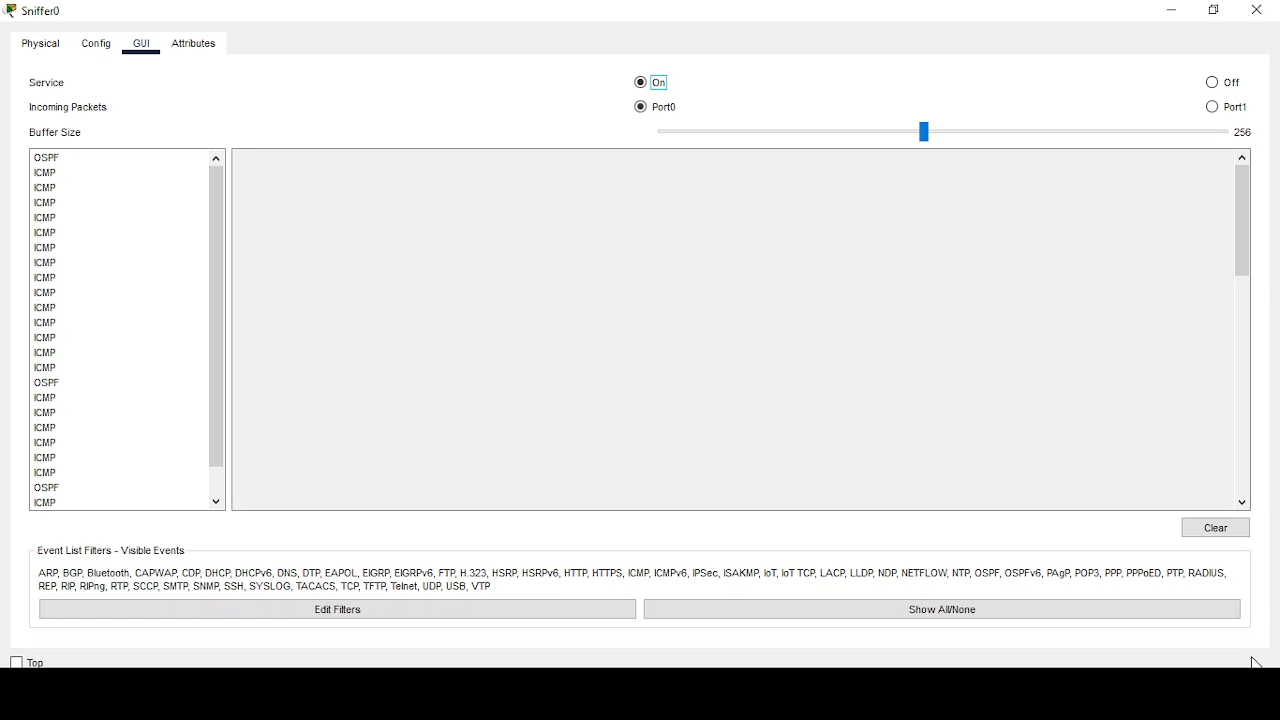 Sniffer0
Physical Config GUI Attributes
Service On Off
Incoming Packets Port0 Port1
Buffer Size 256
OSPF
ICMP
ICMP
ICMP
ICMP
ICMP
ICMP
ICMP
ICMP
ICMP
ICMP
ICMP
ICMP
ICMP
ICMP
OSPF
ICMP
ICMP
ICMP
ICMP
ICMP
ICMP
OSPF
ICMP
Clear
Event List Filters - Visible Events
ARP, BGP, Bluetooth, CAPWAP, CDP, DHCP, DHCPv6, DNS, DTP, EAPOL, EIGRP, EIGRPv6, FTP, H.323, HSRP, HSRPv6, HTTP, HTTPS, ICMP, ICMPv6, IPSec, ISAKMP, IoT, IoT TCP, LACP, LLDP, NDP, NETFLOW, NTP, OSPF, OSPFv6, PAgP, POP3, PPP, PPPoED, PTP, RADIUS,
REP, RIP, RIPng, RTP, SCCP, SMTP, SNMP, SSH, SYSLOG, TACACS, TCP, TFTP, Telnet, UDP, USB, VTP
Edit Filters Show All/None
Top